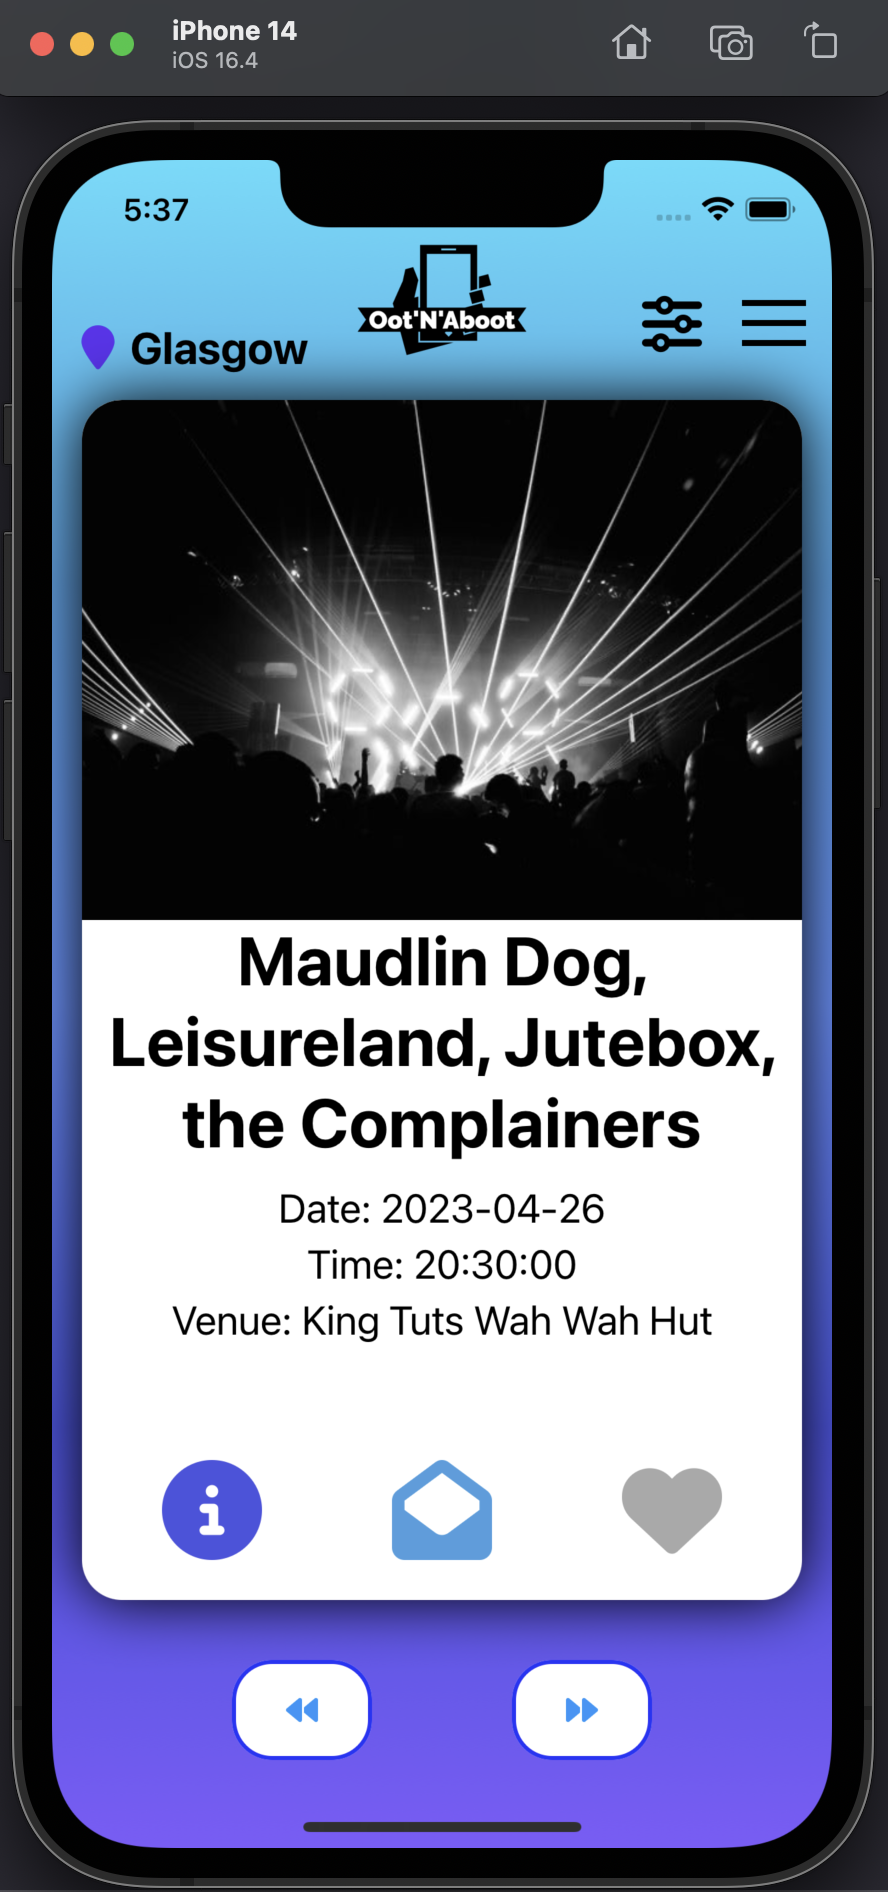 iPhone 14
iOS 16.4
5:37
Oot'N'Aboot
Glasgow
Maudlin Dog,
Leisureland, Jutebox,
the Complainers
Date: 2023-04-26
Time: 20:30:00
Venue: King Tuts Wah Wah Hut